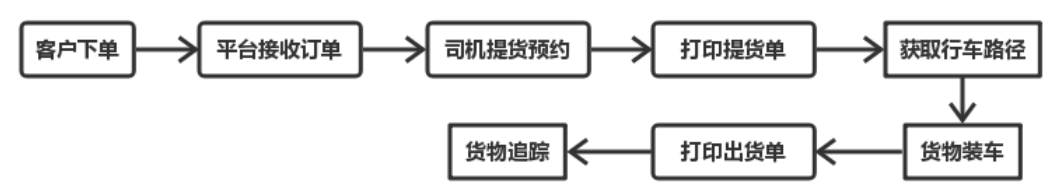 客户下单
平台接收订单
司机提货预约
打印提货单
获取行车路径
货物装车
打印出货单
货物追踪